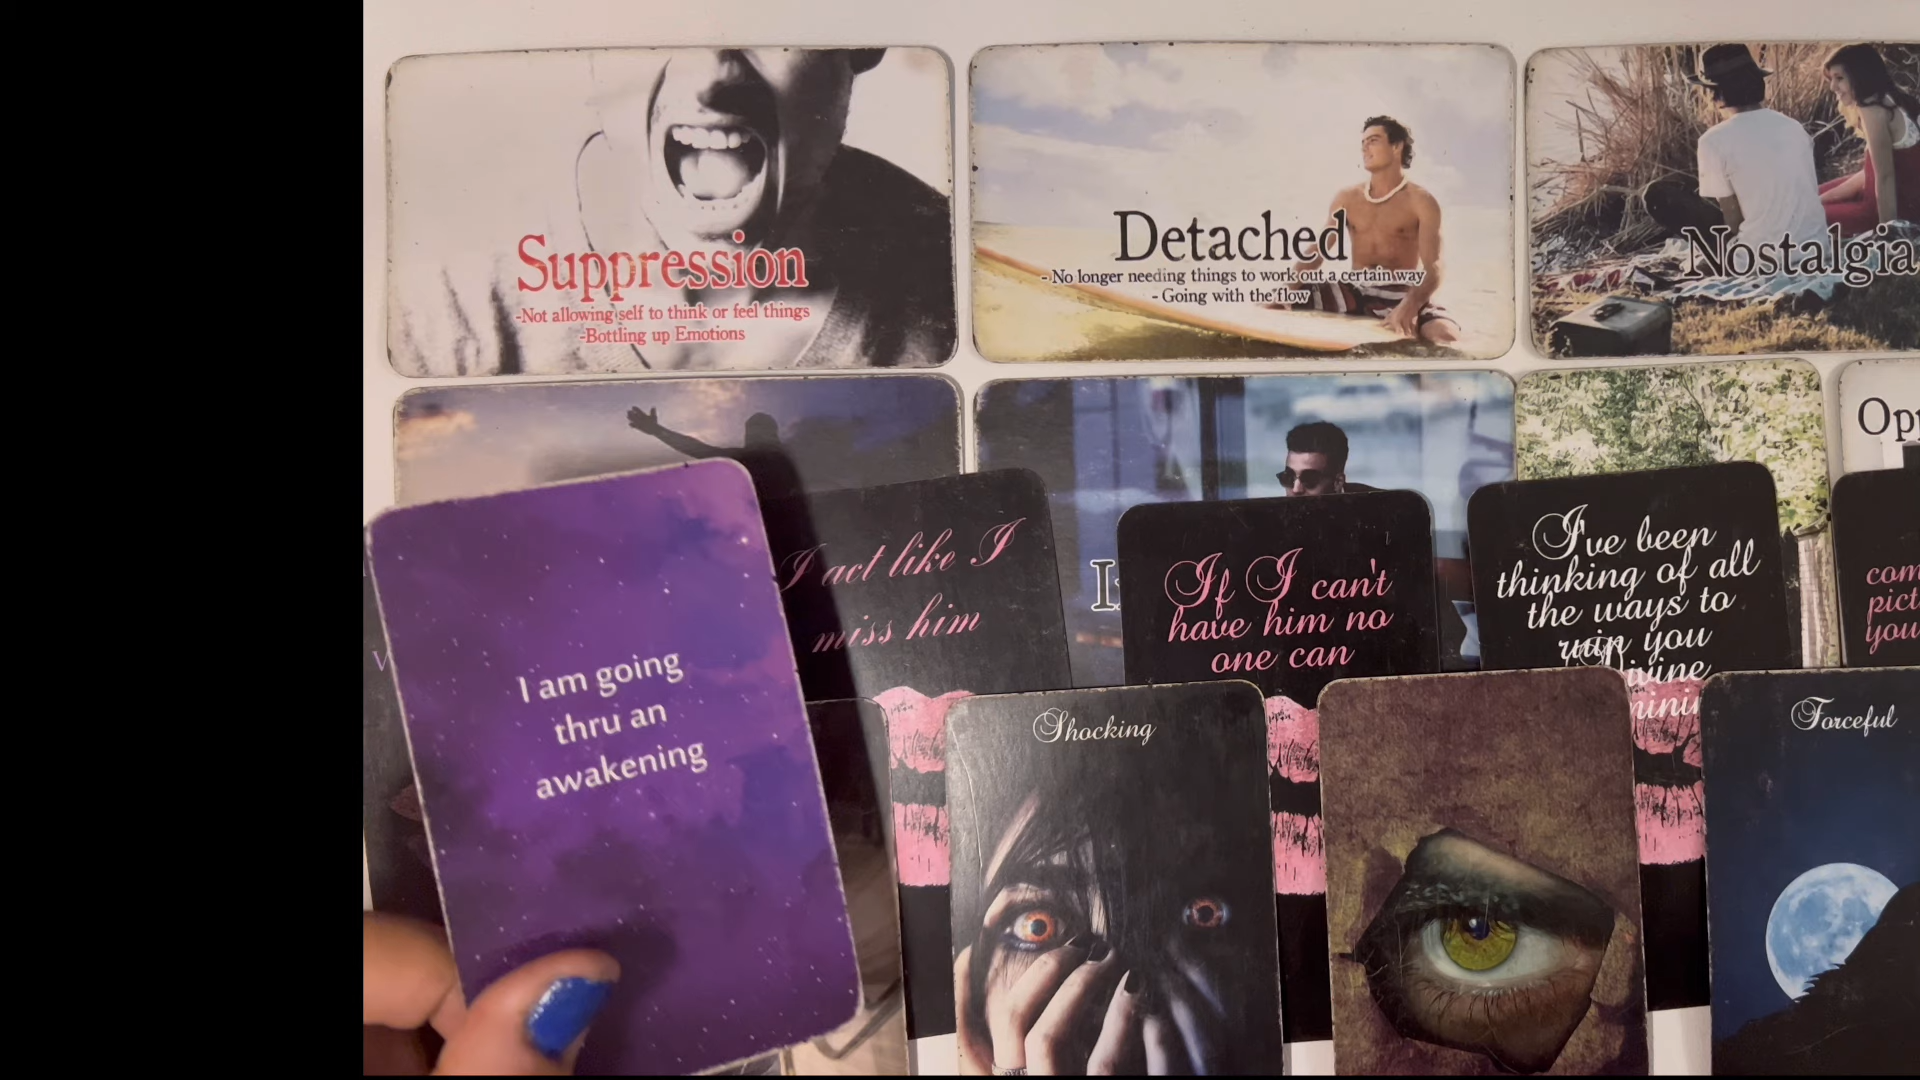 Suppression
-Not allowing self to think or feel things
-Bottling up Emotions
Detached
- No longer needing things to work out a certain way
- Going with the flow
Nostalgia
I am going
thru an
awakening
I act like I
miss him
If I can't
have him no
one can
I've been
thinking of all
the ways to
ruin you
Shocking
Forceful